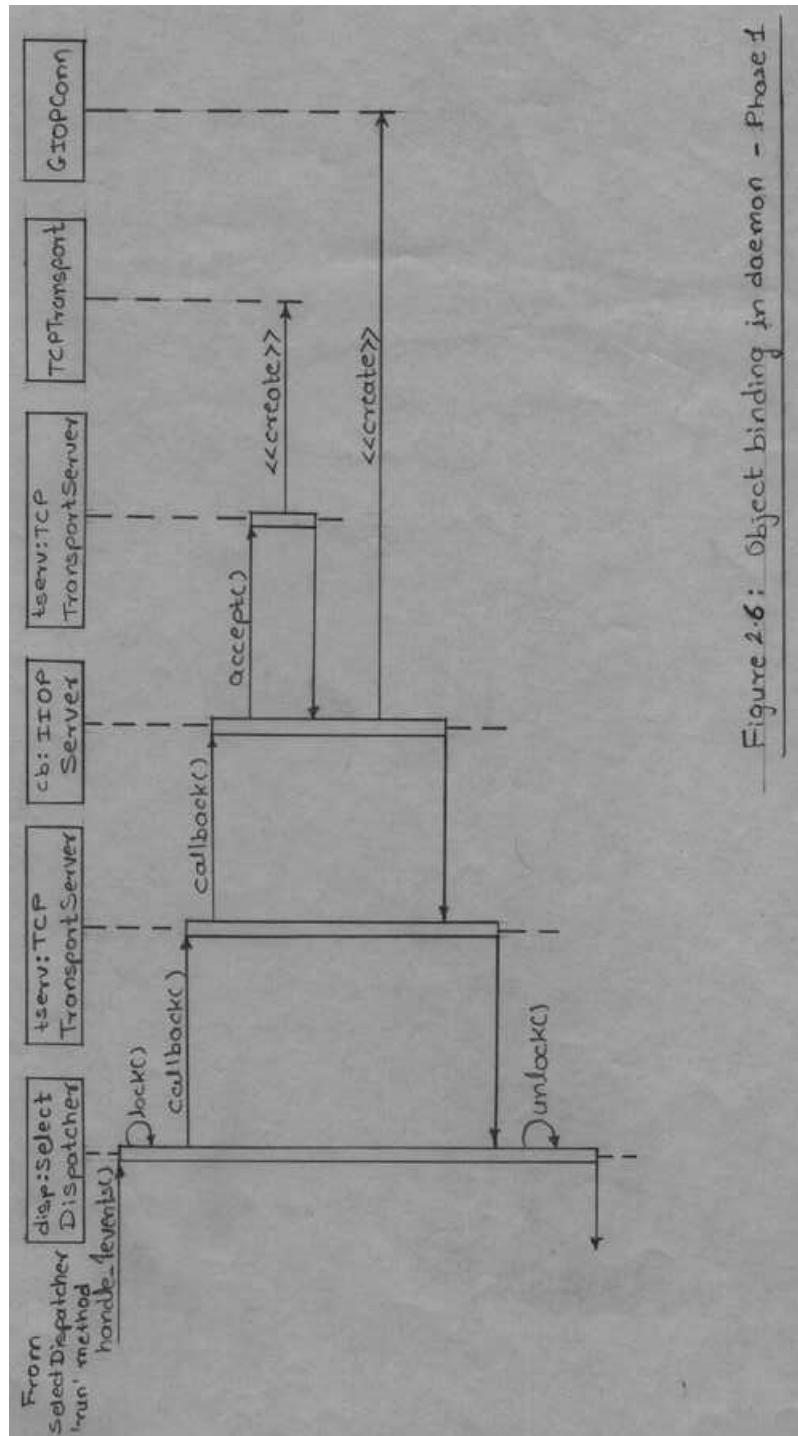 From
SelectDispatcher
'run' method
handle_1events()
disp:Select
Dispatcher
tserv:TCP
TransportServer
cb:IIOP
Server
tserv:TCP
TransportServer
TCPTransport
GIOPConn
lock()
callback()
callback()
accept()
<<create>>
<<create>>
unlock()
Figure 2.6: Object binding in daemon - Phase 1